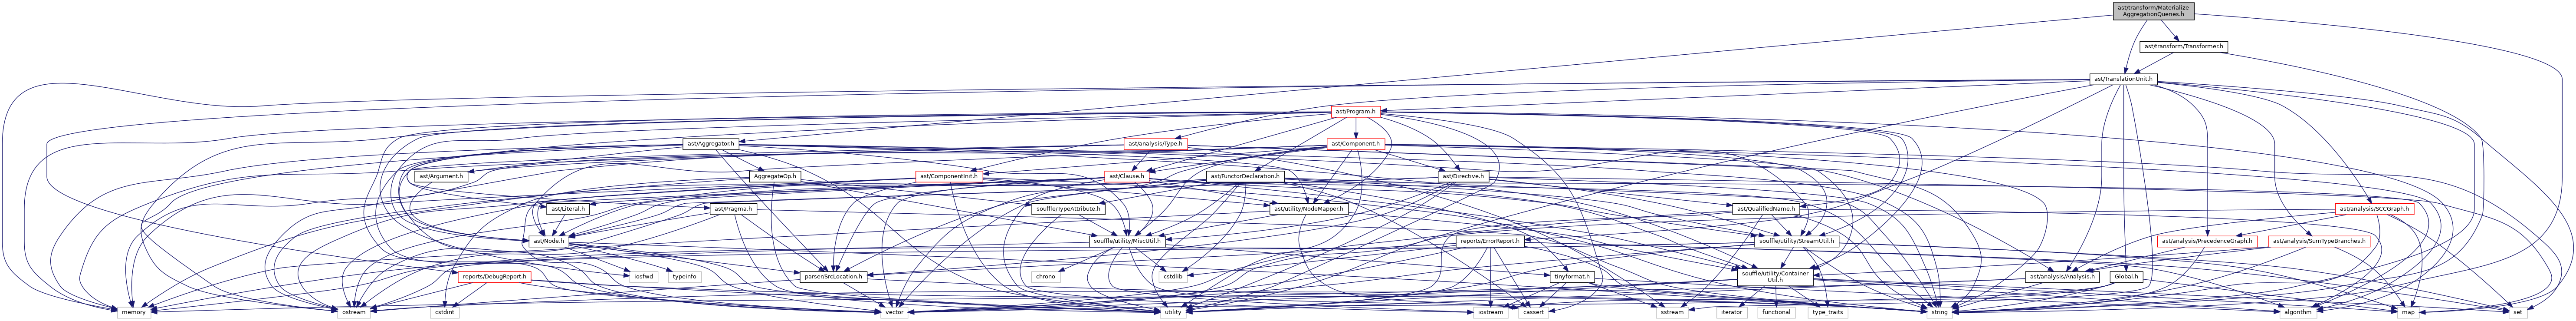 ast/transform/Materialize
AggregationQueries.h
ast/transform/Transformer.h
ast/TranslationUnit.h
ast/Program.h
ast/Aggregator.h
ast/analysis/Type.h
ast/Component.h
ast/Argument.h
AggregateOp.h
ast/ComponentInit.h
ast/Clause.h
ast/FunctorDeclaration.h
ast/Directive.h
ast/Literal.h
ast/Pragma.h
souffle/TypeAttribute.h
ast/utility/NodeMapper.h
ast/QualifiedName.h
ast/analysis/SCCGraph.h
ast/Node.h
souffle/utility/MiscUtil.h
reports/ErrorReport.h
souffle/utility/StreamUtil.h
ast/analysis/PrecedenceGraph.h
ast/analysis/SumTypeBranches.h
reports/DebugReport.h
iosfwd
typeinfo
parser/SrcLocation.h
chrono
cstdlib
tinyformat.h
souffle/utility/Container
Util.h
ast/analysis/Analysis.h
Global.h
memory
ostream
cstdint
vector
utility
iostream
cassert
sstream
iterator
functional
type_traits
string
algorithm
map
set